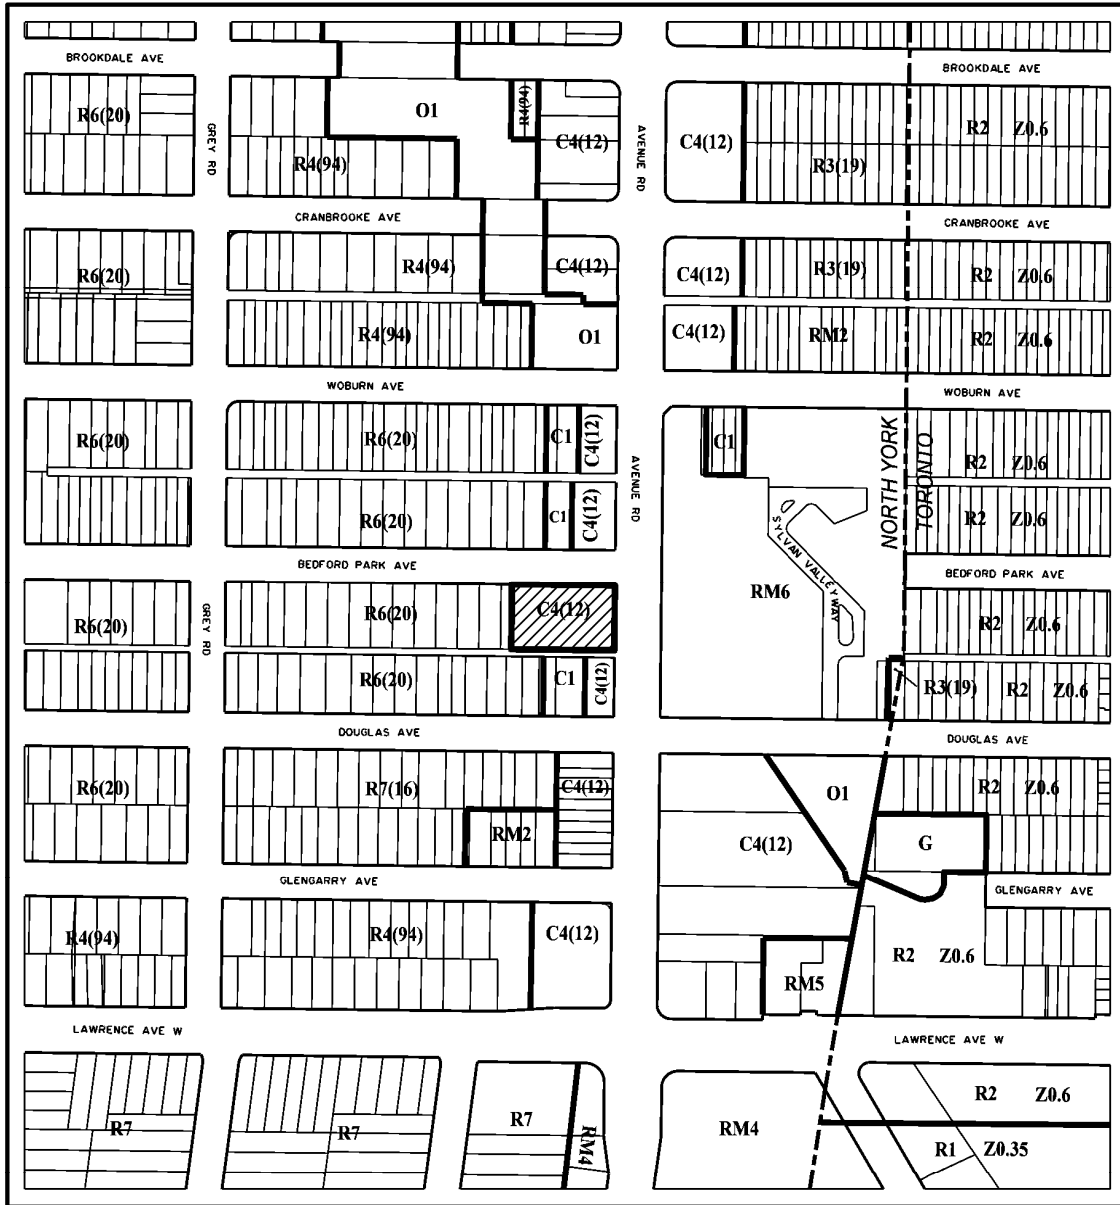 BROOKDALE AVE
BROOKDALE AVE
R6(20)
GREY RD
O1
R4(94)
C4(12)
AVENUE RD
C4(12)
R2 Z0.6
R4(94)
R3(19)
CRANBROOKE AVE
CRANBROOKE AVE
R6(20)
R4(94)
C4(12)
C4(12)
R3(19)
R2 Z0.6
R4(94)
O1
C4(12)
RM2
R2 Z0.6
WOBURN AVE
WOBURN AVE
R6(20)
R6(20)
C1
C4(12)
AVENUE RD
C1
NORTH YORK
TORONTO
R2 Z0.6
R6(20)
C1
C4(12)
SYLVAN VALLEYWAY
R2 Z0.6
BEDFORD PARK AVE
BEDFORD PARK AVE
R6(20)
GREY RD
R6(20)
C4(12)
RM6
R2 Z0.6
R6(20)
C1
C4(12)
R3(19)
R2 Z0.6
DOUGLAS AVE
DOUGLAS AVE
R6(20)
R7(16)
C4(12)
O1
R2 Z0.6
RM2
C4(12)
G
GLENGARRY AVE
GLENGARRY AVE
R4(94)
R4(94)
C4(12)
R2 Z0.6
RM5
LAWRENCE AVE W
LAWRENCE AVE W
R7
R7
R7
RM4
RM4
R2 Z0.6
R1 Z0.35